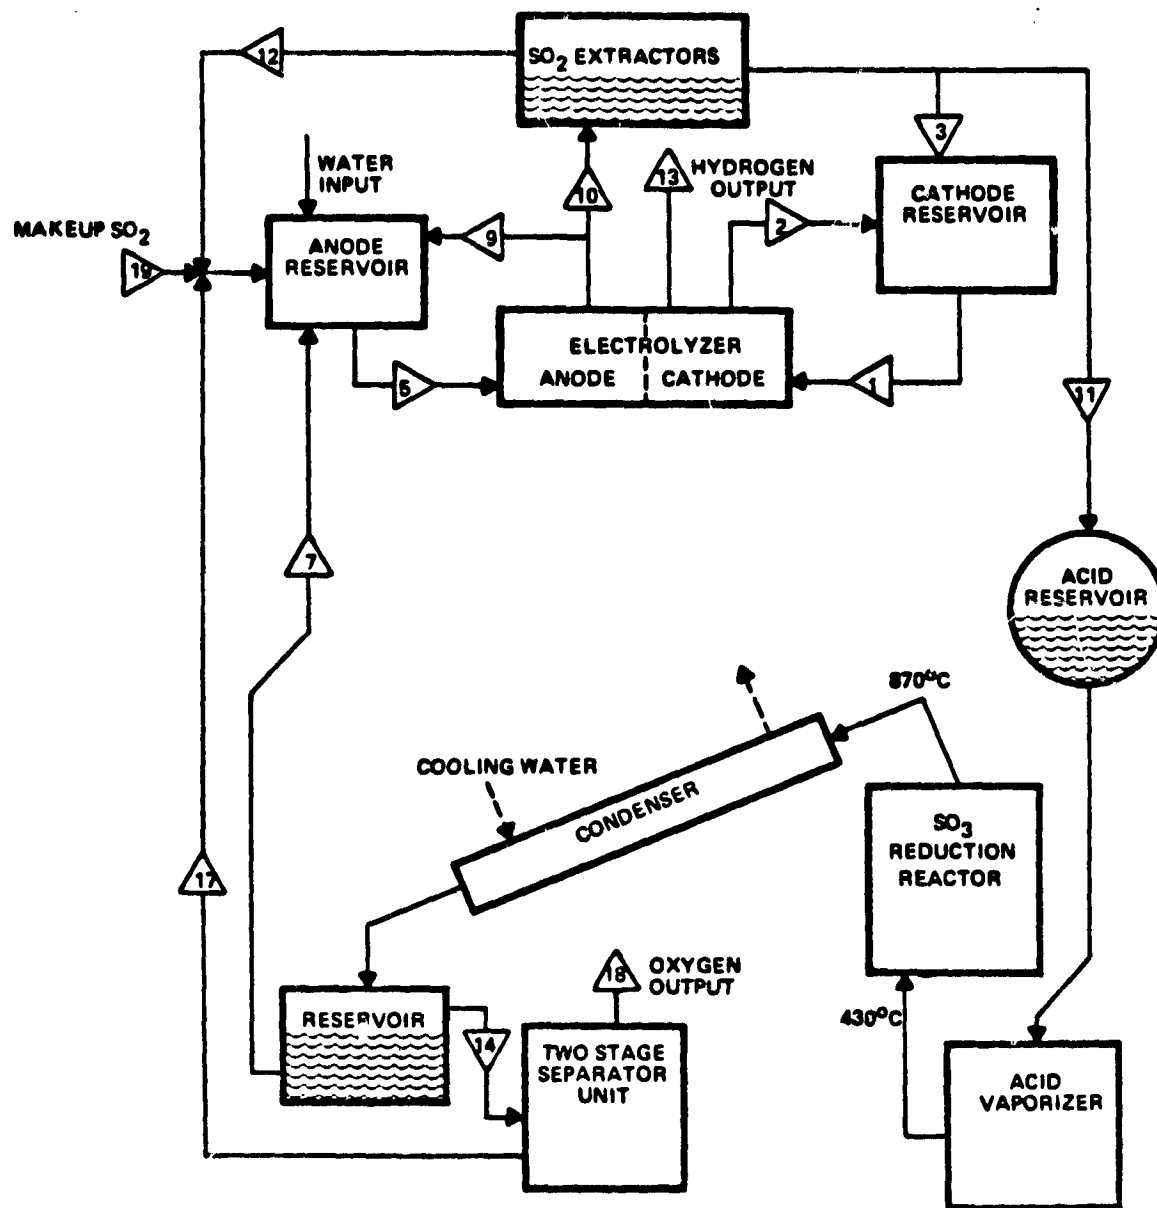 12
SO2 EXTRACTORS
3
WATER
INPUT
10
13
HYDROGEN
OUTPUT
CATHODE
RESERVOIR
MAKEUP SO2
19
ANODE
RESERVOIR
9
2
ELECTROLYZER
ANODE
CATHODE
1
11
7
ACID
RESERVOIR
870°C
COOLING WATER
CONDENSER
SO3
REDUCTION
REACTOR
17
18
OXYGEN
OUTPUT
430°C
RESERVOIR
14
TWO STAGE
SEPARATOR
UNIT
ACID
VAPORIZER